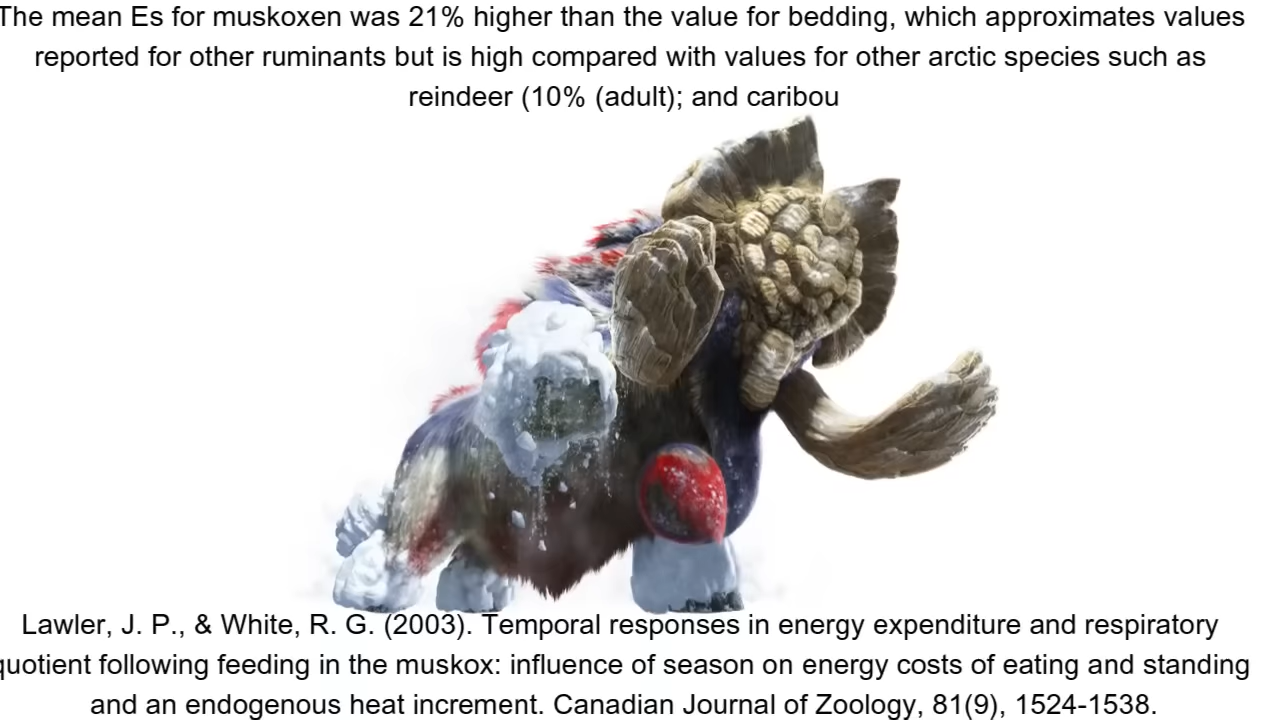 The mean Es for muskoxen was 21% higher than the value for bedding, which approximates values
reported for other ruminants but is high compared with values for other arctic species such as
reindeer (10% (adult); and caribou
Lawler, J. P., & White, R. G. (2003). Temporal responses in energy expenditure and respiratory
quotient following feeding in the muskox: influence of season on energy costs of eating and standing
and an endogenous heat increment. Canadian Journal of Zoology, 81(9), 1524-1538.